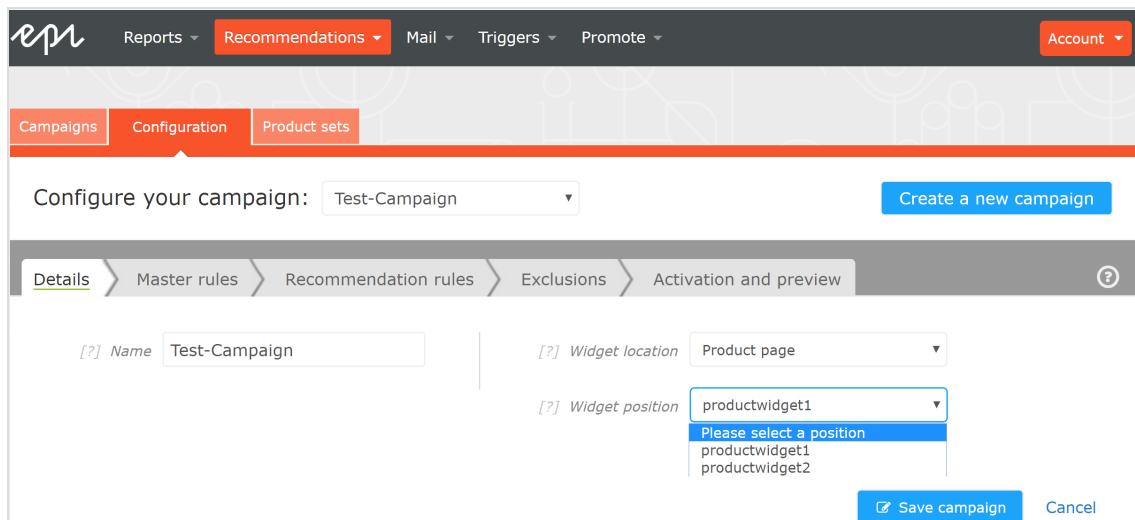 epi Reports Recommendations Mail Triggers Promote Account
Campaigns Configuration Product sets
Configure your campaign: Test-Campaign Create a new campaign
Details Master rules Recommendation rules Exclusions Activation and preview ?
[?] Name Test-Campaign [?] Widget location Product page
[?] Widget position productwidget1
Please select a position
productwidget1
productwidget2
Save campaign Cancel